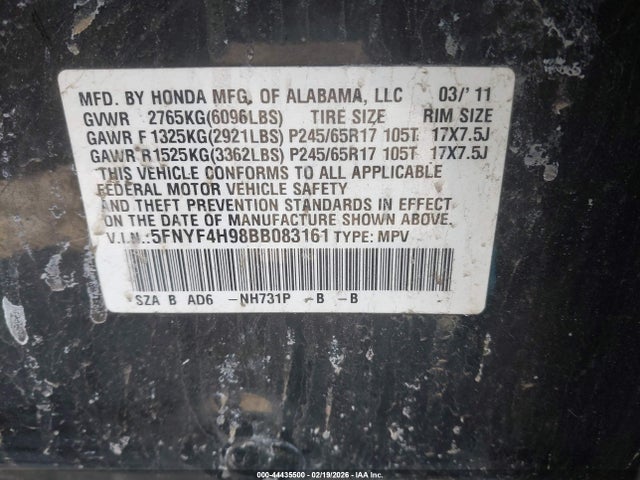 MFD. BY HONDA MFG. OF ALABAMA, LLC 03/'11
GVWR 2765KG(6096LBS) TIRE SIZE RIM SIZE
GAWR F1325KG(2921LBS) P245/65R17 105T 17X7.5J
GAWR R1525KG(3362LBS) P245/65R17 105T 17X7.5J
THIS VEHICLE CONFORMS TO ALL APPLICABLE
FEDERAL MOTOR VEHICLE SAFETY
AND THEFT PREVENTION STANDARDS IN EFFECT
ON THE DATE OF MANUFACTURE SHOWN ABOVE.
V.I.N.:5FNYF4H98BB083161 TYPE: MPV
SZA B AD6 -NH731P -B -B
000-44435500 - 02/19/2026 - IAA Inc.